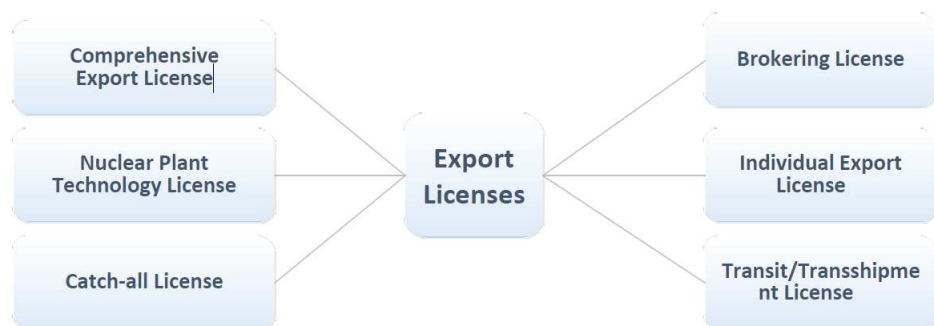 Comprehensive
Export License
Nuclear Plant
Technology License
Catch-all License
Export
Licenses
Brokering License
Individual Export
License
Transit/Transshipme
nt License